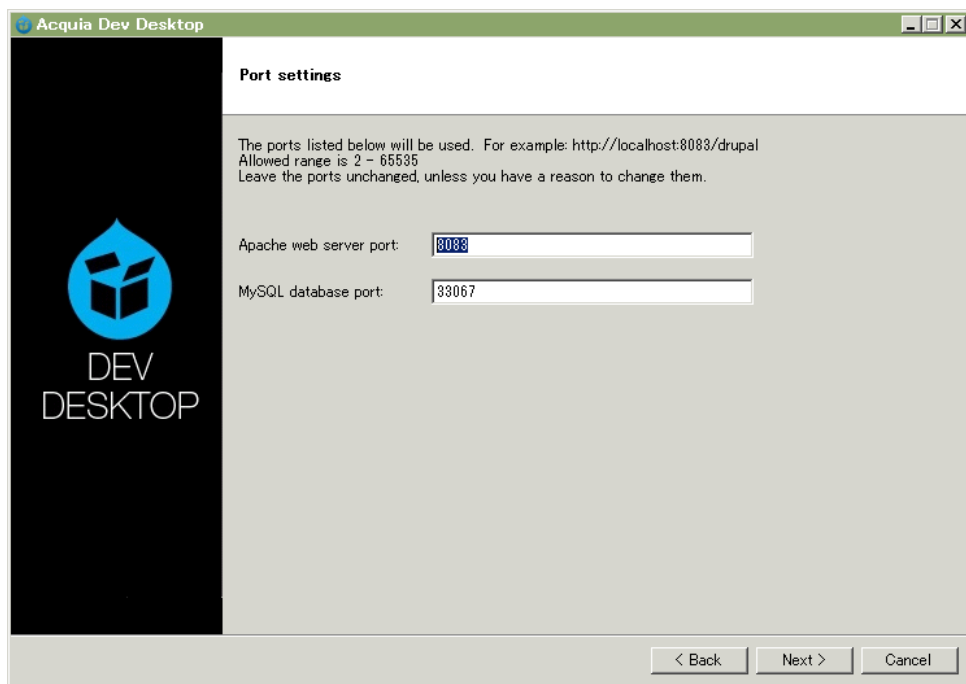 Acquia Dev Desktop
Port settings
The ports listed below will be used. For example: http://localhost:8083/drupal
Allowed range is 2 - 65535
Leave the ports unchanged, unless you have a reason to change them.
Apache web server port: 8083
MySQL database port: 33067
DEV
DESKTOP
< Back Next > Cancel